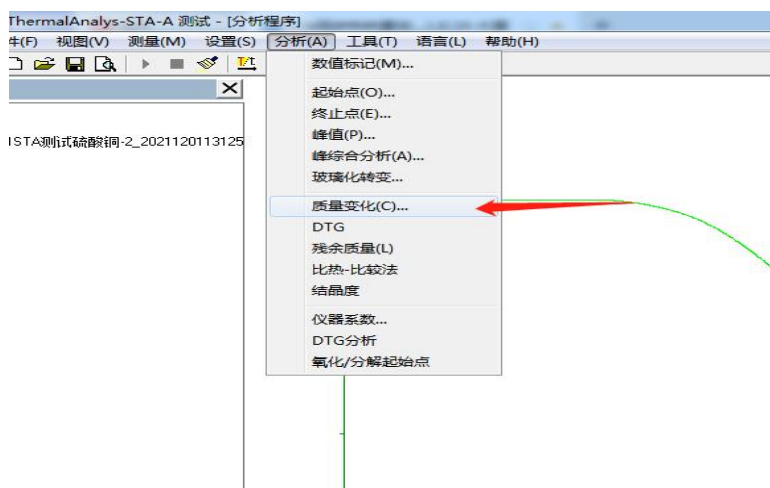 ThermalAnalys-STA-A 测试 - [分析程序]
件(F) 视图(V) 测量(M) 设置(S) 分析(A) 工具(T) 语言(L) 帮助(H)
数值标记(M)...
起始点(O)...
终止点(E)...
峰值(P)...
峰综合分析(A)...
玻璃化转变...
质量变化(C)...
DTG
残余质量(L)
比热-比较法
结晶度
仪器系数...
DTG分析
氧化/分解起始点
ISTA测试硫酸铜-2_2021120113125